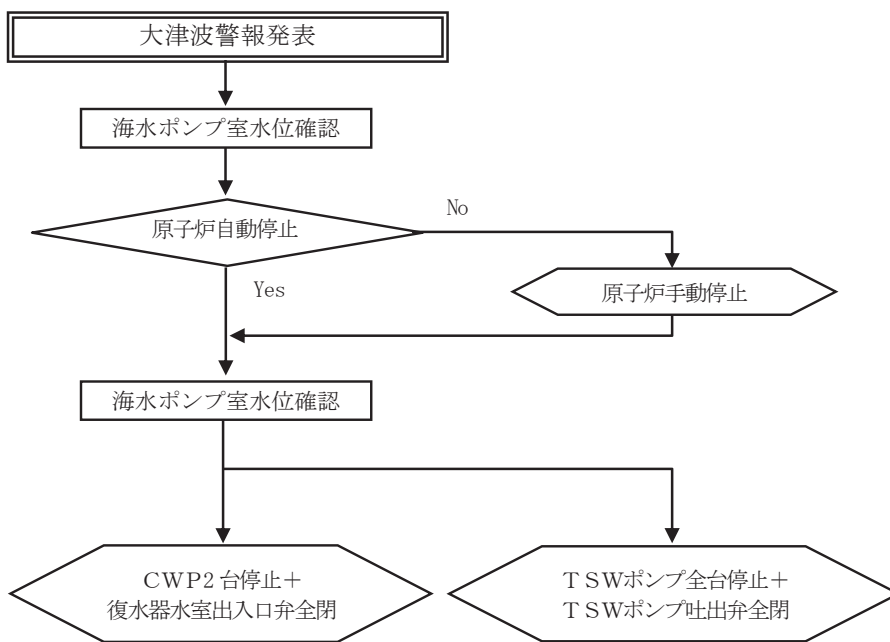 大津波警報発表
海水ポンプ室水位確認
原子炉自動停止
No
Yes
原子炉手動停止
海水ポンプ室水位確認
ＣＷＰ2 台停止＋
復水器水室出入口弁全閉
ＴＳＷポンプ全台停止＋
ＴＳＷポンプ吐出弁全閉